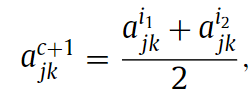 $a_{jk}^{c+1} = \frac{a_{jk}^{i_1} + a_{jk}^{i_2}}{2},$